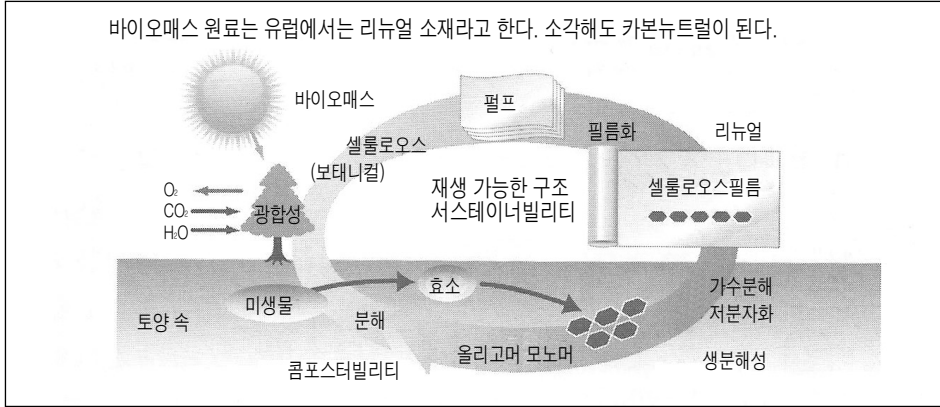 바이오매스 원료는 유럽에서는 리뉴얼 소재라고 한다. 소각해도 카본뉴트럴이 된다.
바이오매스
펄프
필름화
리뉴얼
셀룰로오스
(보태니컬)
재생 가능한 구조
서스테이너빌리티
셀룰로오스필름
O₂
CO₂
H₂O
광합성
가수분해
저분자화
토양 속
미생물
효소
분해
올리고머 모노머
생분해성
콤포스터빌리티